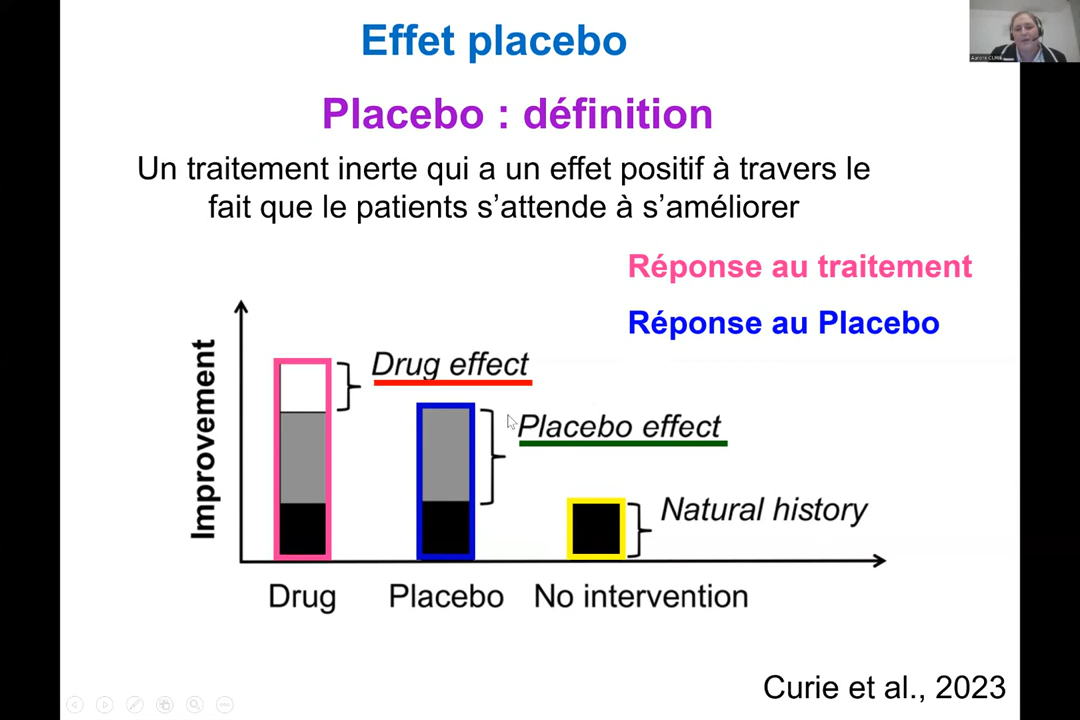 Effet placebo
Aurore CURIE
Placebo : définition
Un traitement inerte qui a un effet positif à travers le
fait que le patients s’attende à s’améliorer
Réponse au traitement
Réponse au Placebo
Improvement
Drug effect
Placebo effect
Natural history
Drug
Placebo
No intervention
Curie et al., 2023